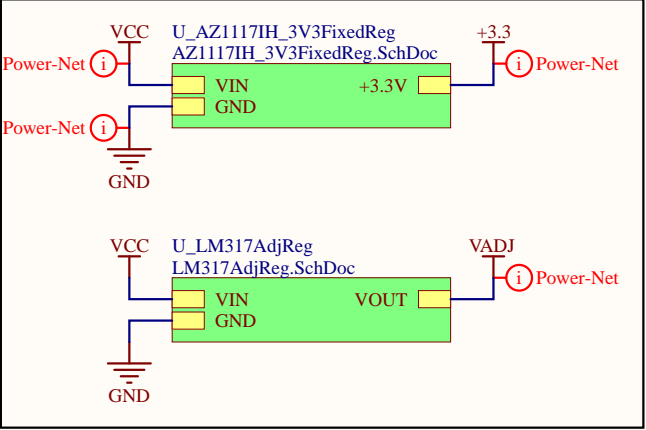 VCC
U_AZ1117IH_3V3FixedReg
AZ1117IH_3V3FixedReg.SchDoc
+3.3
Power-Net
i
i
Power-Net
VIN
+3.3V
GND
Power-Net
i
GND
VCC
U_LM317AdjReg
LM317AdjReg.SchDoc
VADJ
i
Power-Net
VIN
VOUT
GND
GND